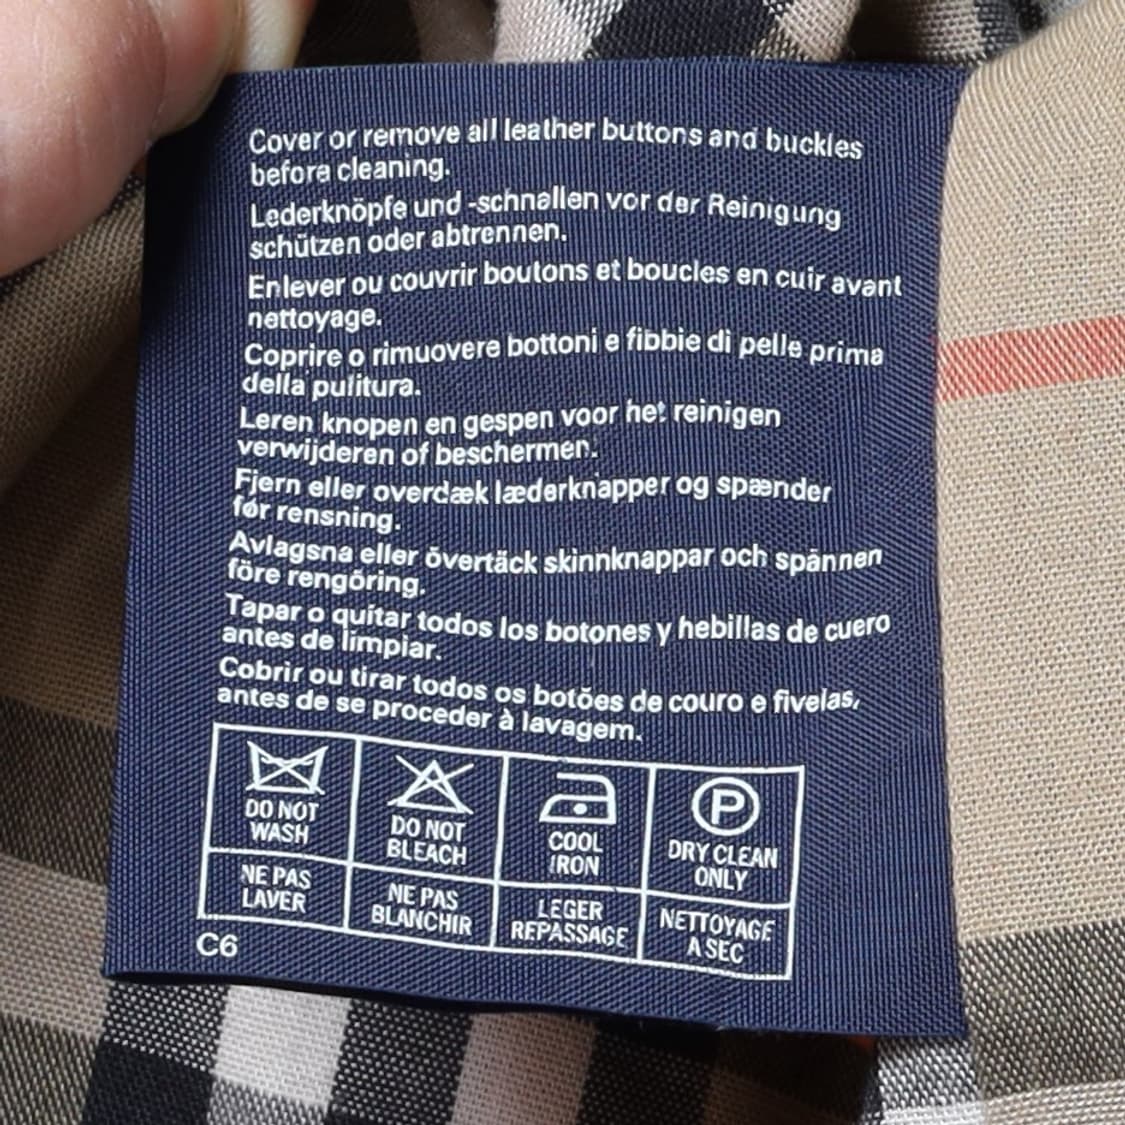 Cover or remove all leather buttons and buckles
before cleaning.
Lederknöpfe und -schnallen vor der Reinigung
schützen oder abtrennen.
Enlever ou couvrir boutons et boucles en cuir avant
nettoyage.
Coprire o rimuovere bottoni e fibbie di pelle prima
della pulitura.
Leren knopen en gespen voor het reinigen
verwijderen of beschermen.
Fjern eller overdæk læderknapper og spænder
før rensning.
Avlagsna eller övertäck skinnknappar och spännen
före rengöring.
Tapar o quitar todos los botones y hebillas de cuero
antes de limpiar.
Cobrir ou tirar todos os botões de couro e fivelas,
antes de se proceder à lavagem.
DO NOT
WASH
DO NOT
BLEACH
COOL
IRON
P
DRY CLEAN
ONLY
NE PAS
LAVER
NE PAS
BLANCHIR
LEGER
REPASSAGE
NETTOYAGE
A SEC
C6